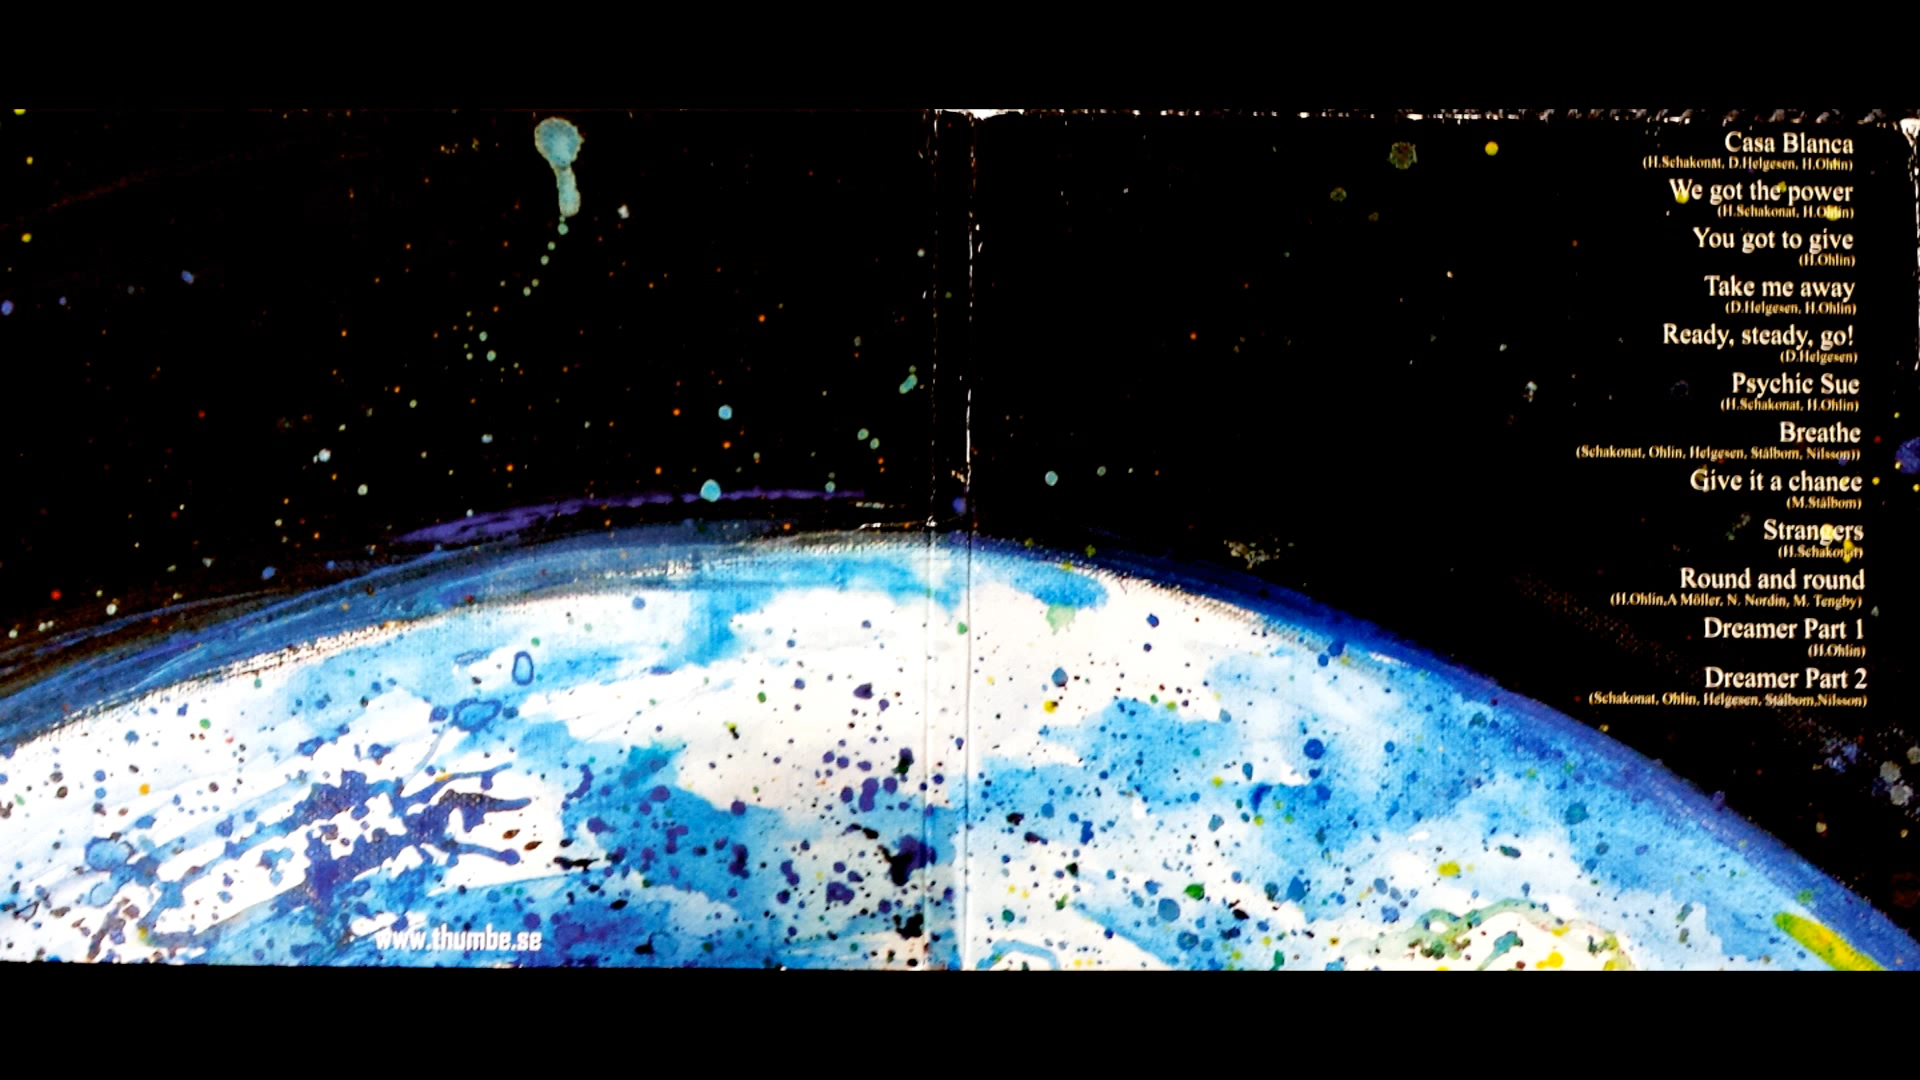 Casa Blanca
(H.Schakonat, D.Helgesen, H.Ohlin)
We got the power
(H.Schakonat, H.Ohlin)
You got to give
(H.Ohlin)
Take me away
(D.Helgesen, H.Ohlin)
Ready, steady, go!
(D.Helgesen)
Psychic Sue
(H.Schakonat, H.Ohlin)
Breathe
(Schakonat, Ohlin, Helgesen, Stålbom, Nilsson))
Give it a chance
(M.Stålbom)
Strangers
(H.Schakonat)
Round and round
(H.Ohlin,A Möller, N. Nordin, M. Tengby)
Dreamer Part 1
(H.Ohlin)
Dreamer Part 2
(Schakonat, Ohlin, Helgesen, Stålbom,Nilsson)
www.thumbe.se